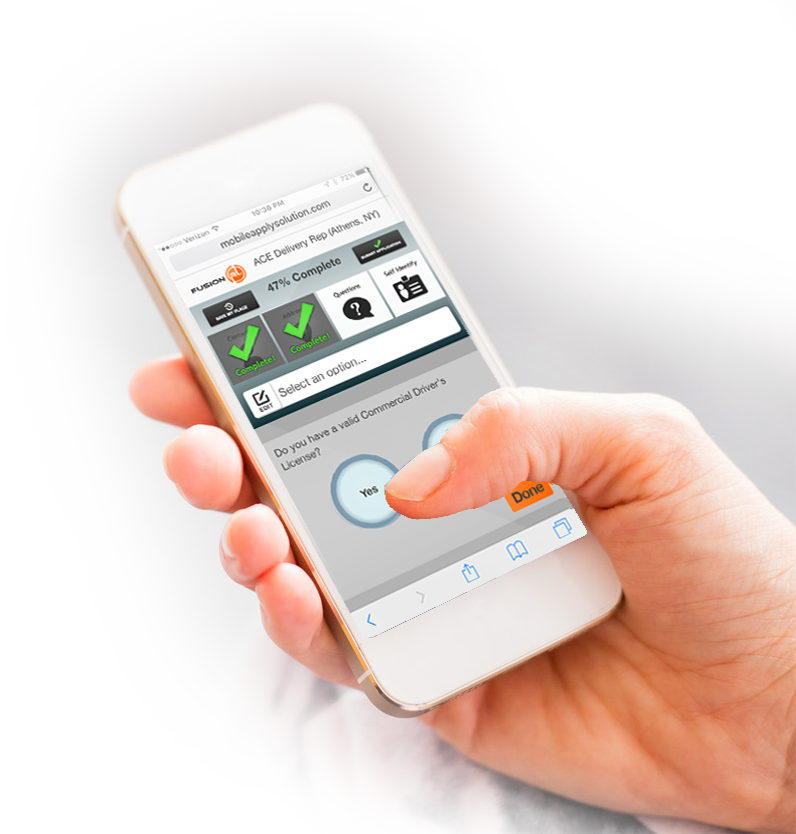 Verizon
10:38 PM
72%
mobileapplysolution.com
FUSION
ACE Delivery Rep (Athens, NY)
SAVE MY PLACE
47% Complete
SUBMIT APPLICATION
Complete!
Complete!
Questions
Self Identify
EDIT
Select an option...
Do you have a valid Commercial Driver's
License?
Yes
Done